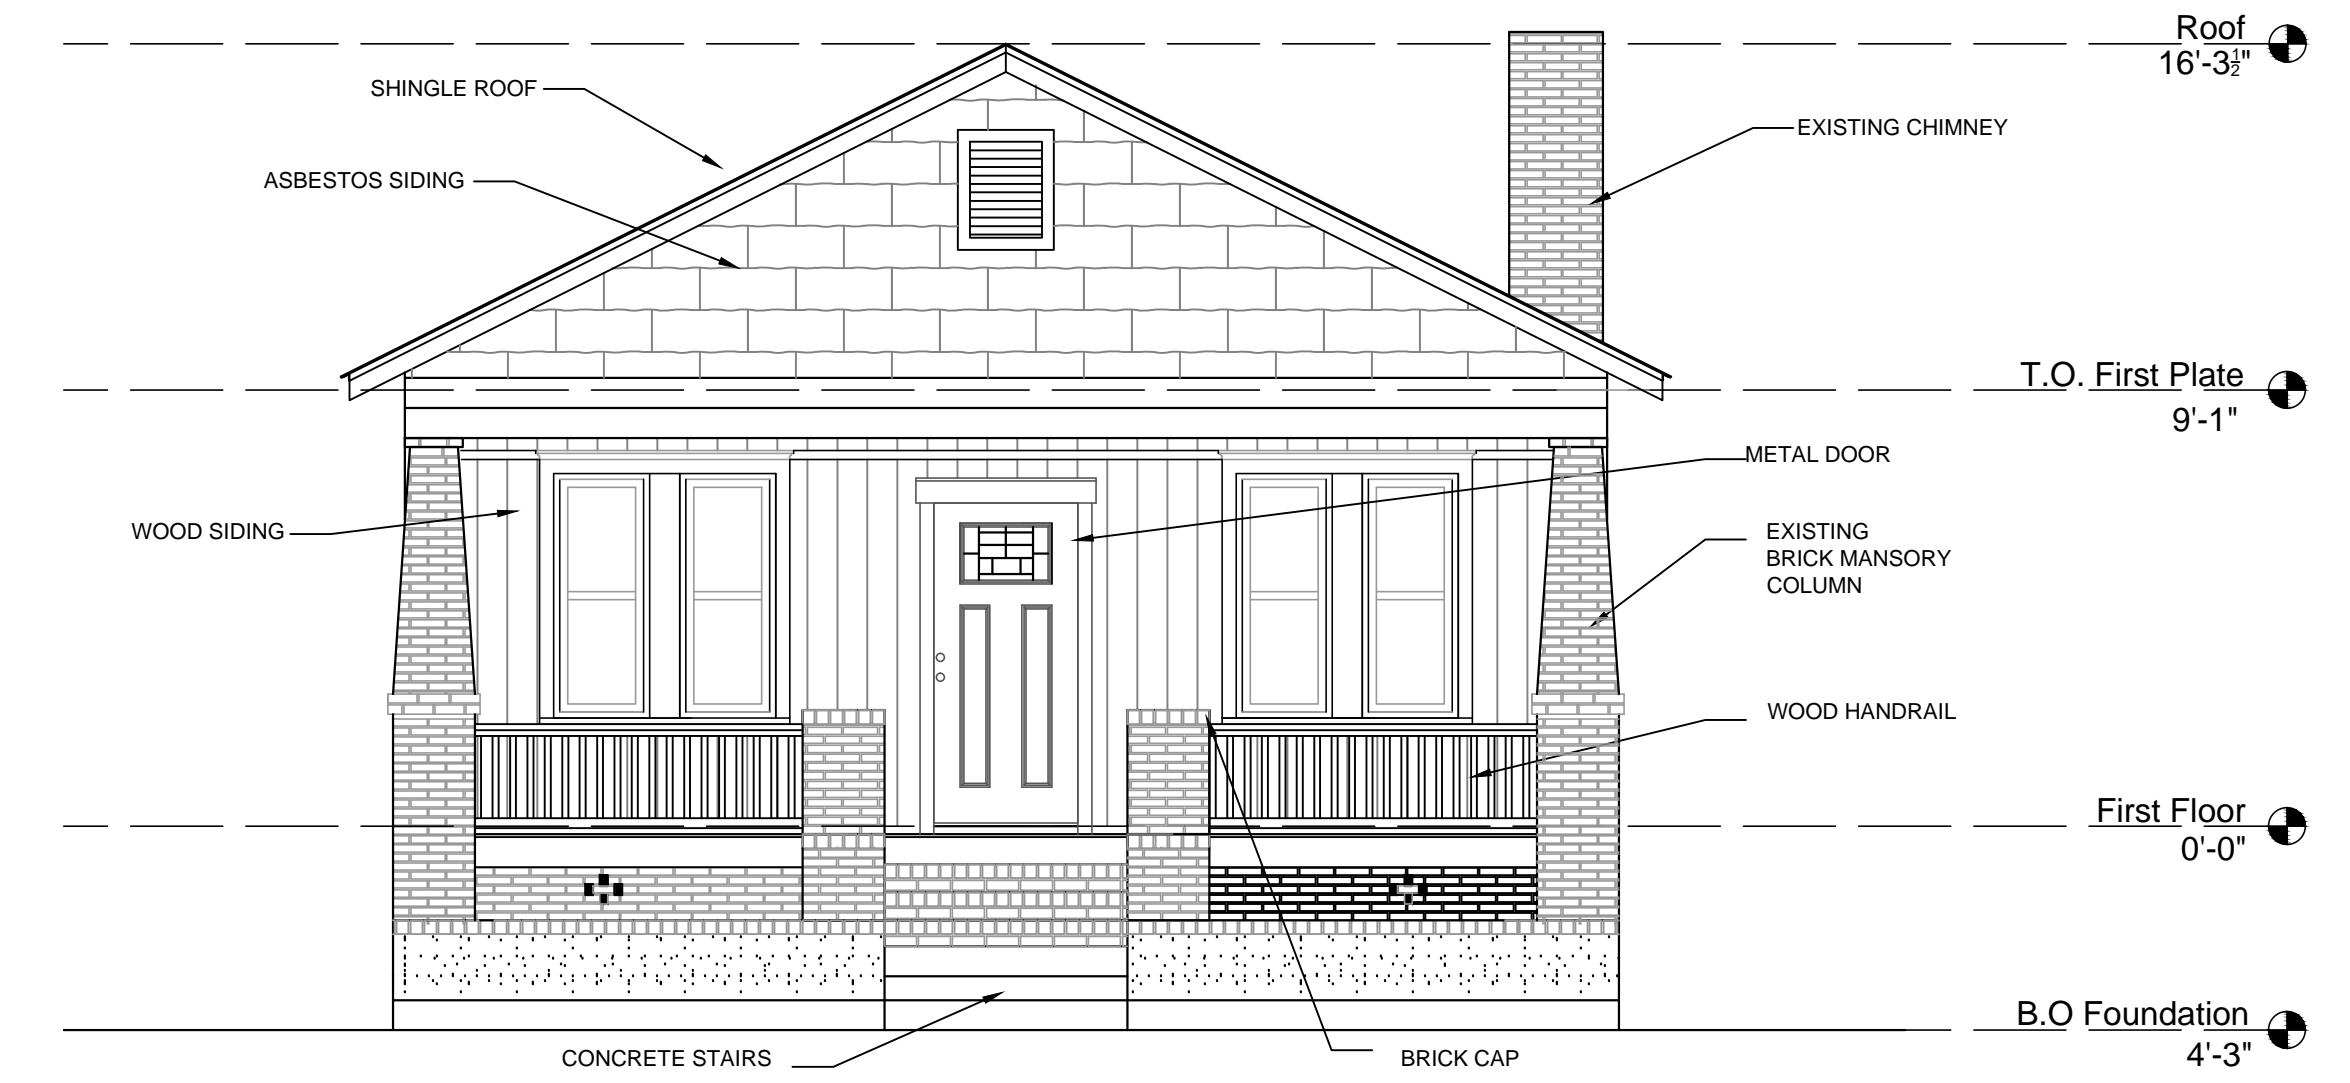 Roof
16'-3½"
SHINGLE ROOF
EXISTING CHIMNEY
ASBESTOS SIDING
T.O. First Plate
9'-1"
METAL DOOR
WOOD SIDING
EXISTING
BRICK MANSORY
COLUMN
WOOD HANDRAIL
First Floor
0'-0"
B.O Foundation
4'-3"
CONCRETE STAIRS
BRICK CAP